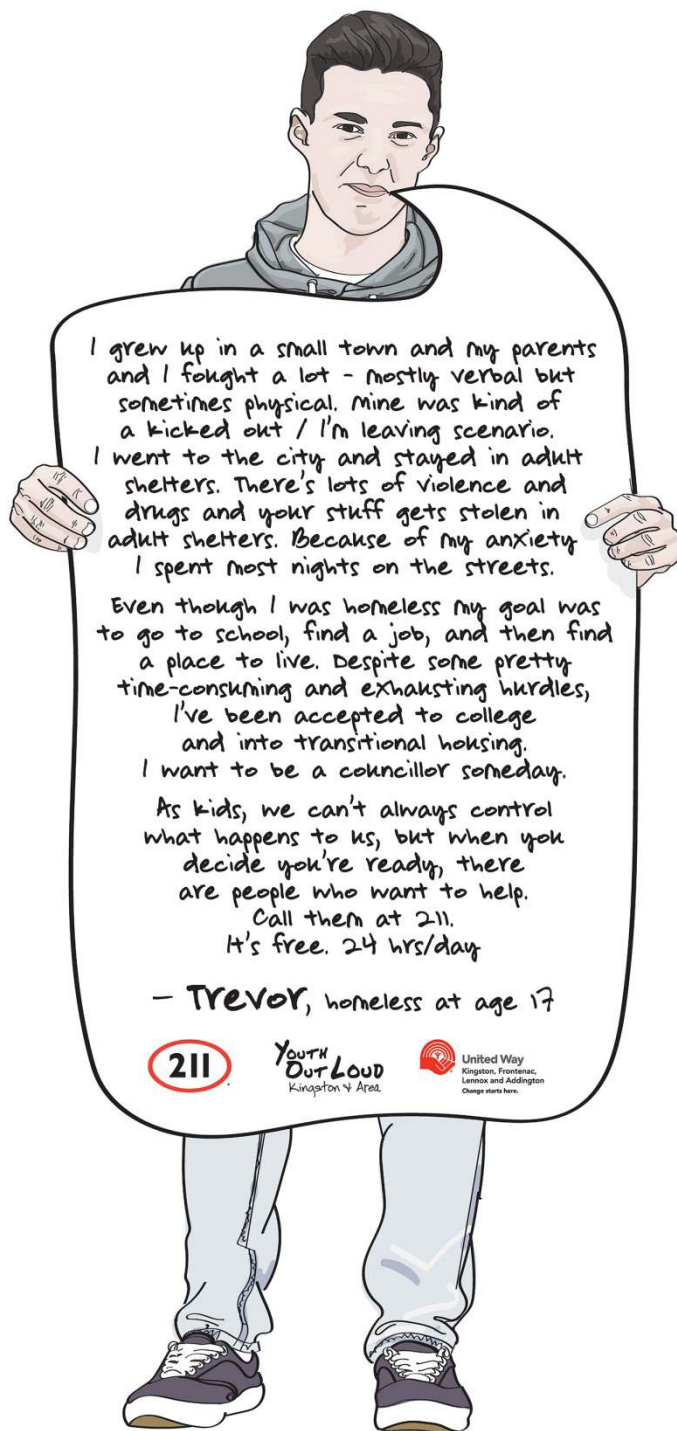 I grew up in a small town and my parents
and I fought a lot - mostly verbal but
sometimes physical. Mine was kind of
a kicked out / I'm leaving scenario.
I went to the city and stayed in adult
shelters. There's lots of violence and
drugs and your stuff gets stolen in
adult shelters. Because of my anxiety
I spent most nights on the streets.
Even though I was homeless my goal was
to go to school, find a job, and then find
a place to live. Despite some pretty
time-consuming and exhausting hurdles,
I've been accepted to college
and into transitional housing.
I want to be a councillor someday.
As kids, we can't always control
what happens to us, but when you
decide you're ready, there
are people who want to help.
Call them at 211.
It's free. 24 hrs/day
– Trevor, homeless at age 17
211
Youth
Out Loud
Kingston & Area
United Way
Kingston, Frontenac,
Lennox and Addington
Change starts here.